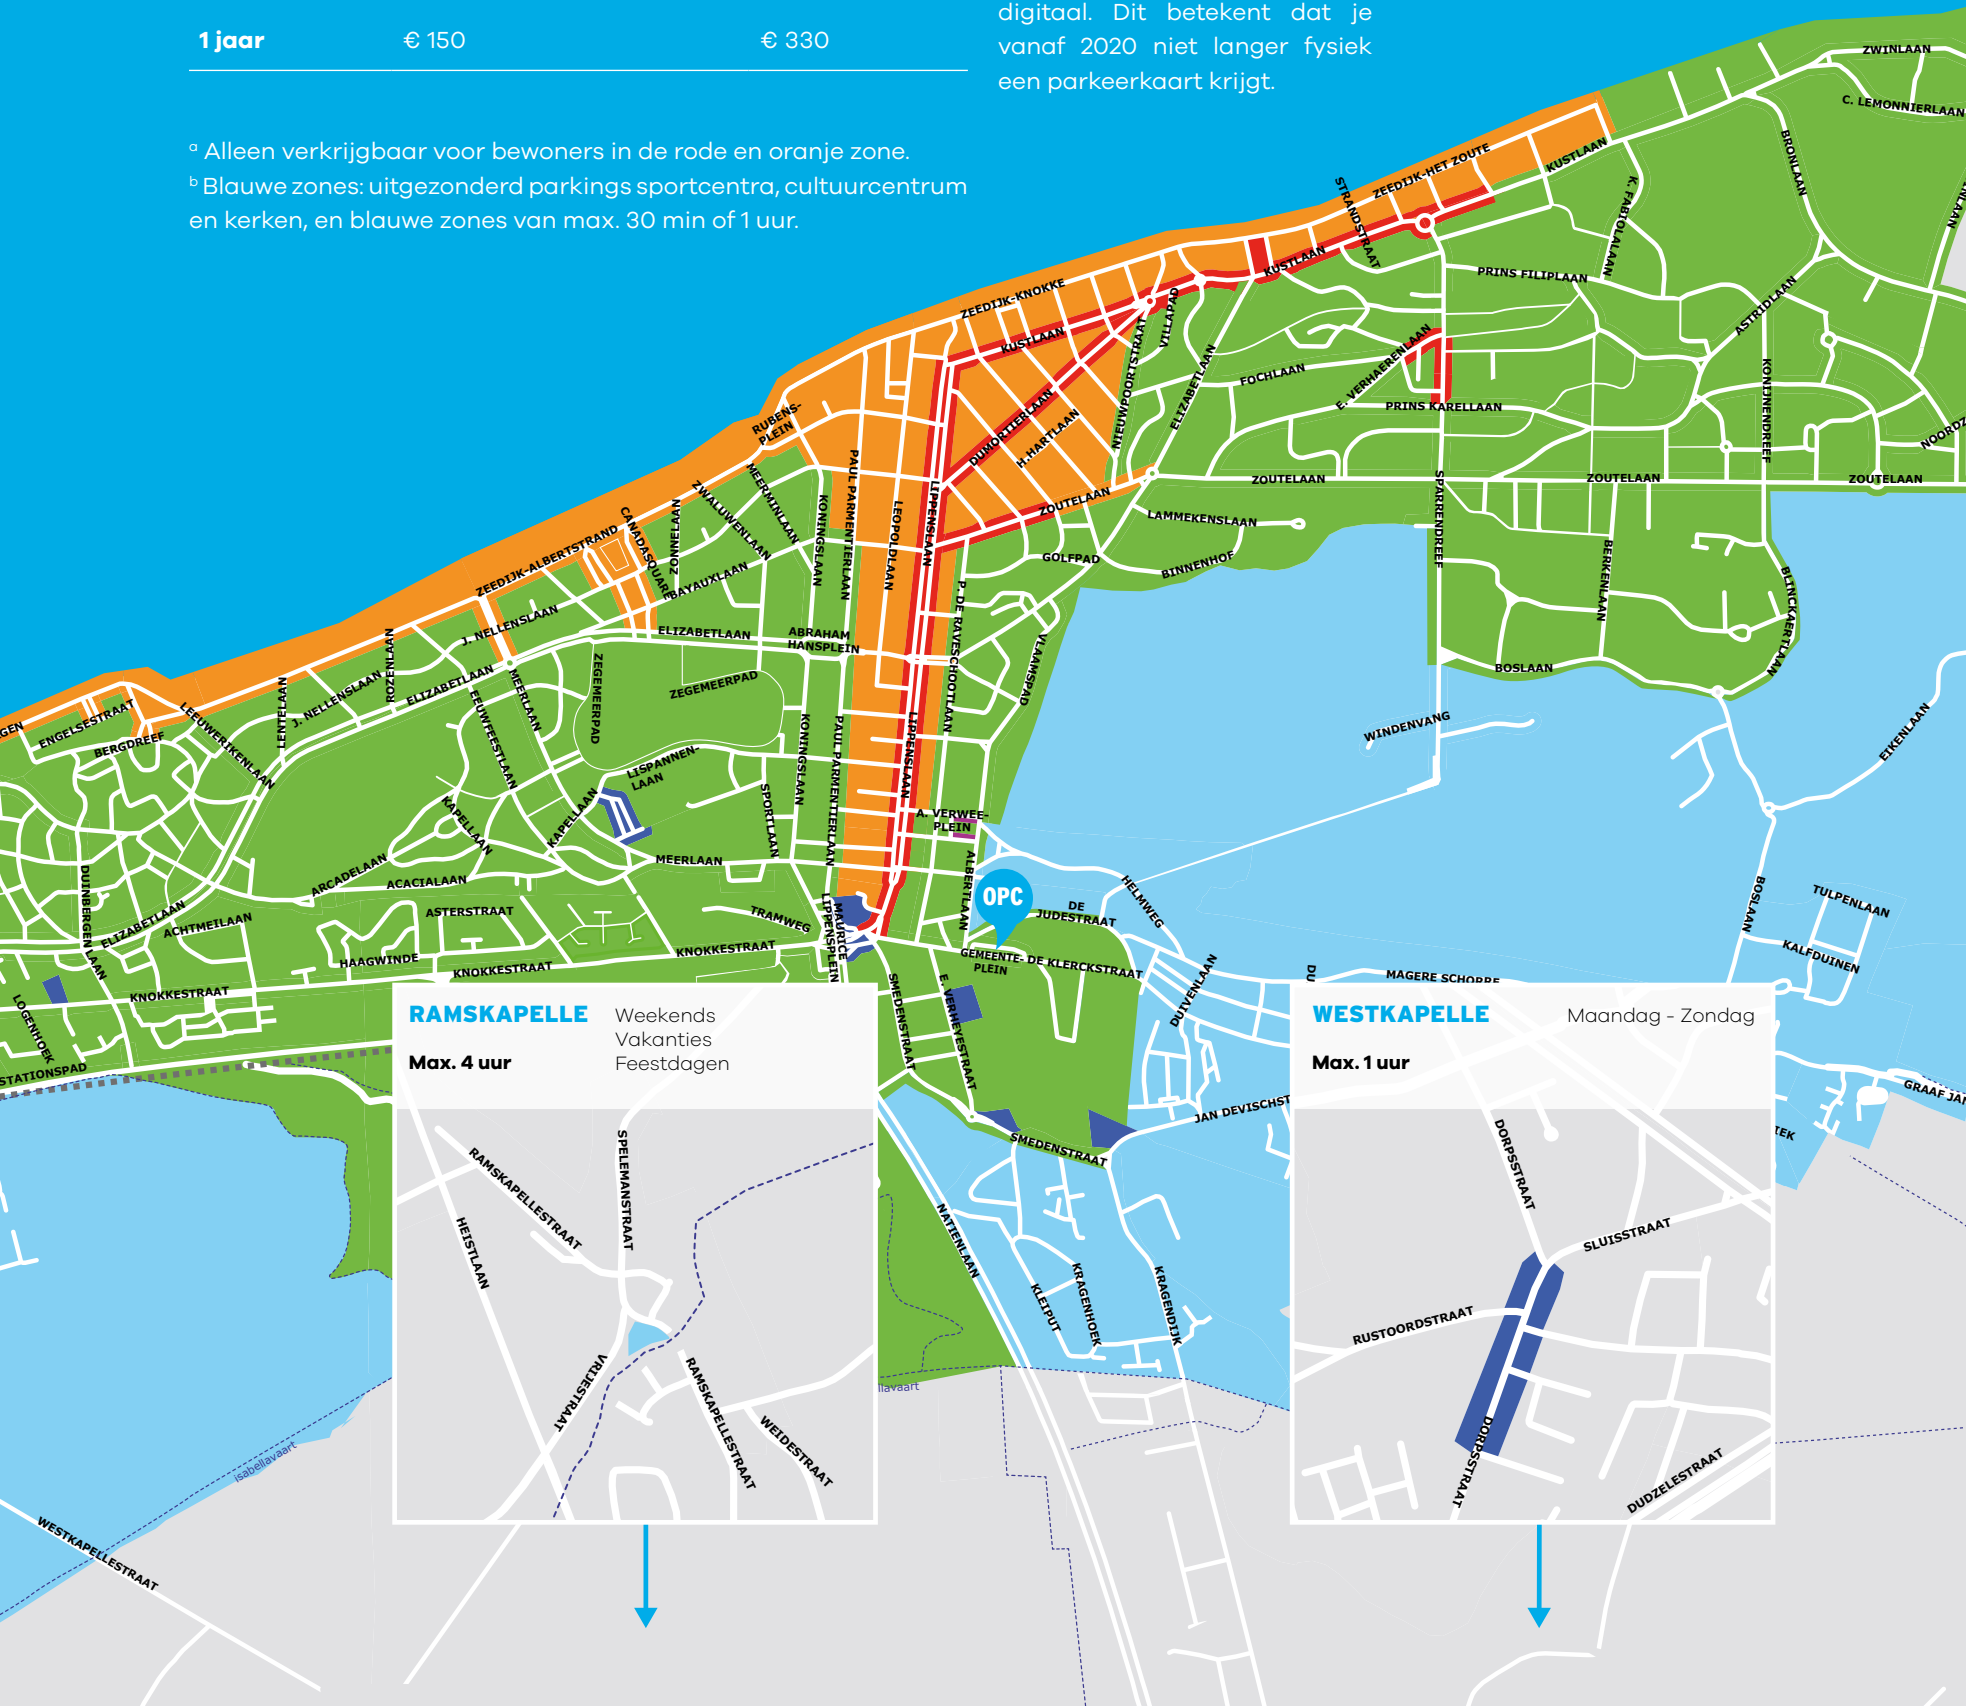 digitaal. Dit betekent dat je
vanaf 2020 niet langer fysiek
een parkeerkaart krijgt.
1 jaar € 150 € 330
a Alleen verkrijgbaar voor bewoners in de rode en oranje zone.
b Blauwe zones: uitgezonderd parkings sportcentra, cultuurcentrum
en kerken, en blauwe zones van max. 30 min of 1 uur.
ZWINLAAN
C. LEMONNIERLAAN
BRONLAAN
KUSTLAAN
ZEEDIJK-HET ZOUTE
STRANDSTRAAT
K. FABIOLALAAN
PRINS FILIPLAAN
KUSTLAAN
ASTRIDLAAN
ZEEDIJK-KNOKKE
KUSTLAAN
VILLAPAD
NIEUWPOORTSTRAAT
ELIZABETLAAN
FOCHLAAN
E. VERHAERENLAAN
PRINS KARELLAAN
KONIJNENDREEF
RUBENS-
PLEIN
DUMORTIERLAAN
H.HARTLAAN
ZOUTELAAN
ZOUTELAAN
ZOUTELAAN
ZOUTELAAN
LAMMEKENSLAAN
GOLFPAD
BINNENHOF
SPARRENDREEF
BERKENLAAN
BLINCKAERTLAAN
BOSLAAN
MEERMINLAAN
ZWALUWENLAAN
ZONNELAAN
CANADASQUARE
BAYAUXLAAN
KONINGSLAAN
PAUL PARMENTIERLAAN
LEOPOLDLAAN
LIPPENSLAAN
ZEEDIJK-ALBERTSTRAND
J. NELLENSLAAN
ELIZABETLAAN
ABRAHAM
HANSPLEIN
P. DE RAVESCHOOTLAAN
VLAAMSPAD
ROZENLAAN
LENTELAAN
J. NELLENSLAAN
ELIZABETLAAN
EEUWFEESTLAAN
MEERLAAN
ZEGEMEERPAD
ZEGEMEERPAD
LISPANNEN-
LAAN
KONINGSLAAN
PAUL PARMENTIERLAAN
LIPPENSLAAN
ENGELSESTRAAT
BERGDREEF
LEEUWERIKENLAAN
WINDENVANG
EIKENLAAN
KAPELLAAN
KAPELLAAN
SPORTLAAN
A. VERWEE-
PLEIN
MEERLAAN
ARCADELAAN
ACACIALAAN
ALBERTLAAN
OPC
HELMWEG
DE
JUDESTRAAT
BOSLAAN
TULPENLAAN
KALFDUINEN
DUINBERGENLAAN
ELIZABETLAAN
ACHTMEILAAN
ASTERSTRAAT
TRAMWEG
MAURICE
LIPPENSPLEIN
HAAGWINDE
KNOKKESTRAAT
KNOKKESTRAAT
KNOKKESTRAAT
GEMEENTE-
PLEIN
DE KLERCKSTRAAT
DUIVENLAAN
MAGERE SCHORRE
LOGENHOEK
STATIONSPAD
SMEDENSTRAAT
E. VERHEYESTRAAT
SMEDENSTRAAT
JAN DEVISCHST
GRAAF JAN
RAMSKAPELLE Weekends
Vakanties
Max. 4 uur Feestdagen
RAMSKAPELLESTRAAT
SPELEMANSTRAAT
HEISTLAAN
VRIJESTRAAT
RAMSKAPELLESTRAAT
WEIDESTRAAT
WESTKAPELLE Maandag - Zondag
Max. 1 uur
DORPSSTRAAT
SLUISSTRAAT
RUSTOORDSTRAAT
DORPSSTRAAT
DUDZELESTRAAT
NATIENLAAN
KLEIPUT
KRAGENHOEK
KRAGENDIJK
isabellavaart
llavaart
WESTKAPELLESTRAAT